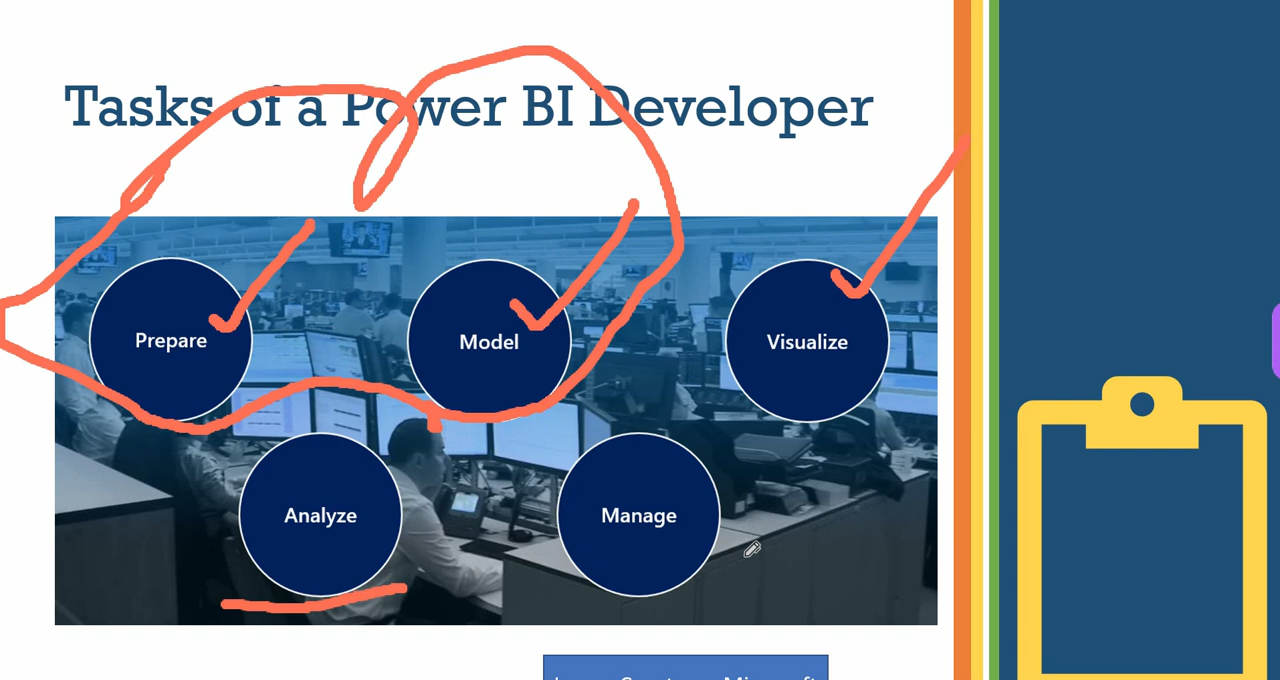 Tasks of a Power BI Developer
Prepare
Model
Visualize
Analyze
Manage